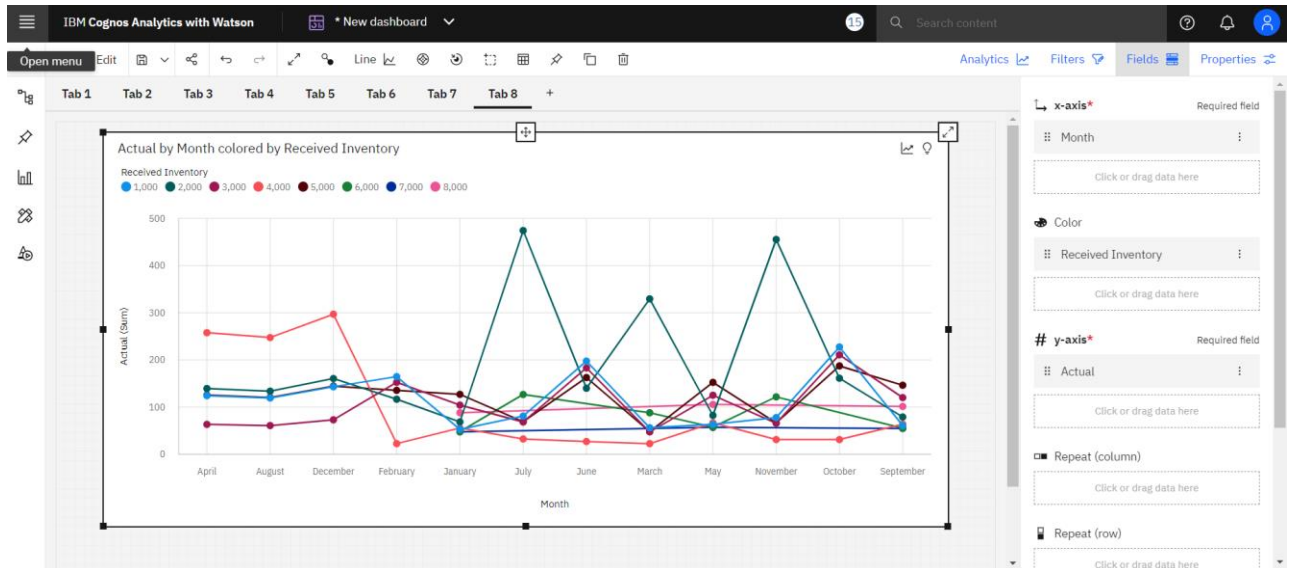 IBM Cognos Analytics with Watson
* New dashboard
15
Search content
Open menu
Edit
Line
Analytics
Filters
Fields
Properties
Tab 1
Tab 2
Tab 3
Tab 4
Tab 5
Tab 6
Tab 7
Tab 8
+
Actual by Month colored by Received Inventory
Received Inventory
1,000 2,000 3,000 4,000 5,000 6,000 7,000 8,000
500
400
300
200
100
0
Actual (Sum)
April August December February January July June March May November October September
Month
x-axis* Required field
Month
Click or drag data here
Color
Received Inventory
Click or drag data here
# y-axis* Required field
Actual
Click or drag data here
Repeat (column)
Click or drag data here
Repeat (row)
Click or drag data here